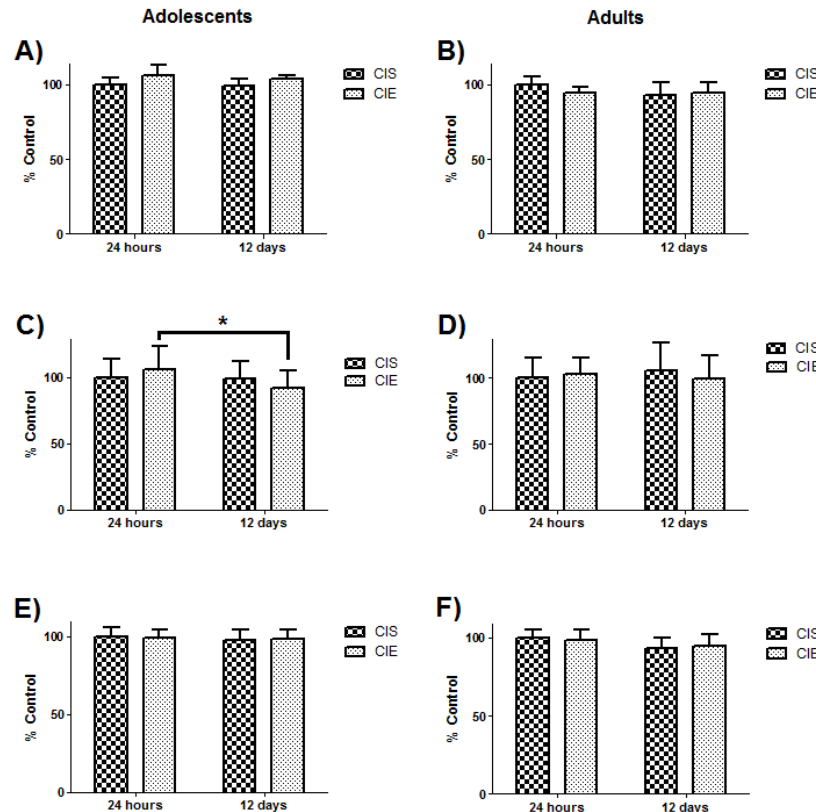 Adolescents
Adults
A)
% Control
100
50
0
24 hours
12 days
CIS
CIE
B)
% Control
100
50
0
24 hours
12 days
CIS
CIE
C)
*
% Control
100
50
0
24 hours
12 days
CIS
CIE
D)
% Control
100
50
0
24 hours
12 days
CIS
CIE
E)
% Control
100
50
0
24 hours
12 days
CIS
CIE
F)
% Control
100
50
0
24 hours
12 days
CIS
CIE